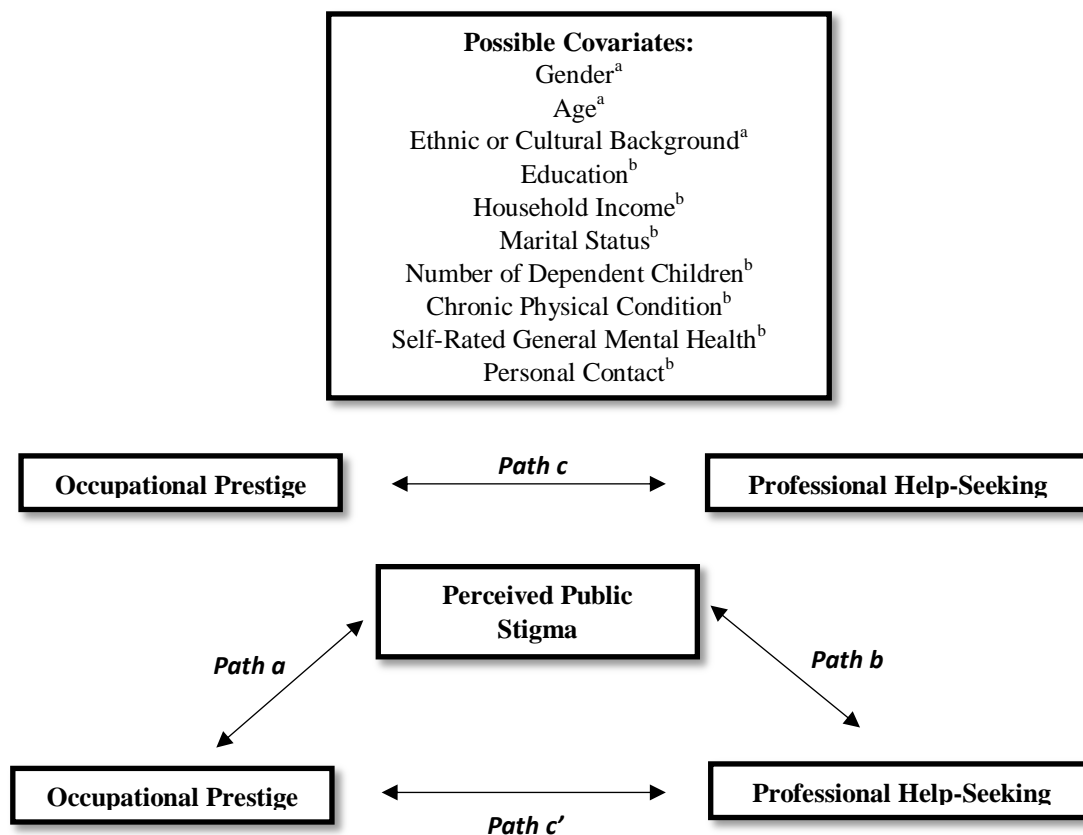 Possible Covariates:
Gender^a
Age^a
Ethnic or Cultural Background^a
Education^b
Household Income^b
Marital Status^b
Number of Dependent Children^b
Chronic Physical Condition^b
Self-Rated General Mental Health^b
Personal Contact^b
Path c
Occupational Prestige
Professional Help-Seeking
Perceived Public
Stigma
Path a
Path b
Occupational Prestige
Professional Help-Seeking
Path c’